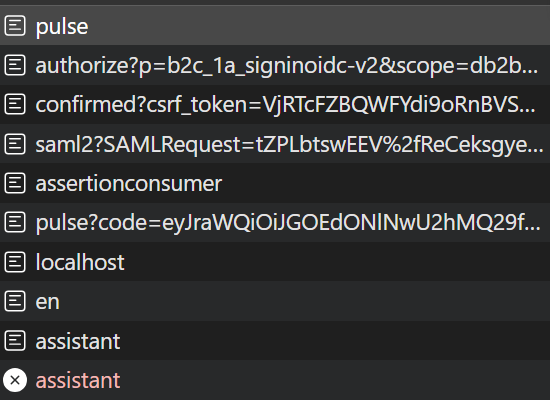 pulse
authorize?p=b2c_1a_signinoidc-v2&scope=db2b...
confirmed?csrf_token=VjRTcFZBQWFYdi9oRnBVS...
saml2?SAMLRequest=tZPLbtswEEV%2fReCeksgye...
assertionconsumer
pulse?code=eyJraWQiOiJGOEdONlNwU2hMQ29f...
localhost
en
assistant
assistant